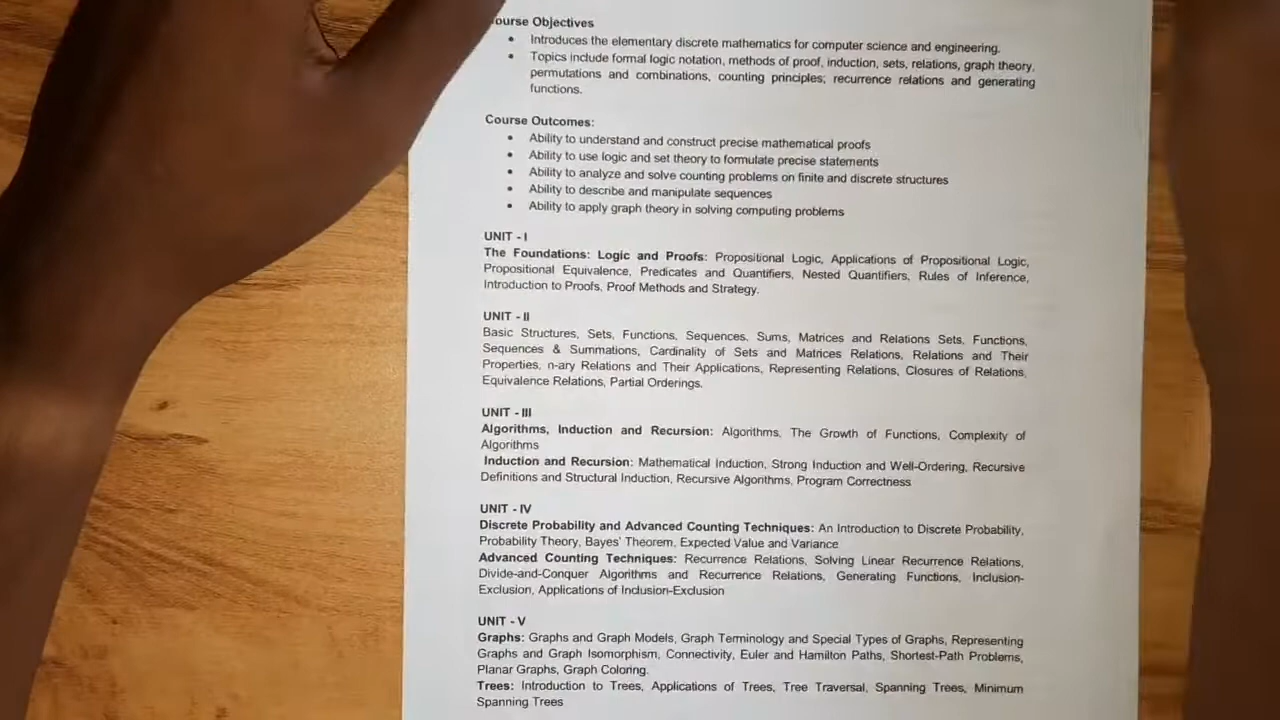 ourse Objectives
• Introduces the elementary discrete mathematics for computer science and engineering.
• Topics include formal logic notation, methods of proof, induction, sets, relations, graph theory,
permutations and combinations, counting principles; recurrence relations and generating
functions.
Course Outcomes:
• Ability to understand and construct precise mathematical proofs
• Ability to use logic and set theory to formulate precise statements
• Ability to analyze and solve counting problems on finite and discrete structures
• Ability to describe and manipulate sequences
• Ability to apply graph theory in solving computing problems
UNIT - I
The Foundations: Logic and Proofs: Propositional Logic, Applications of Propositional Logic,
Propositional Equivalence, Predicates and Quantifiers, Nested Quantifiers, Rules of Inference,
Introduction to Proofs, Proof Methods and Strategy.
UNIT - II
Basic Structures, Sets, Functions, Sequences, Sums, Matrices and Relations Sets, Functions,
Sequences & Summations, Cardinality of Sets and Matrices Relations, Relations and Their
Properties, n-ary Relations and Their Applications, Representing Relations, Closures of Relations,
Equivalence Relations, Partial Orderings.
UNIT - III
Algorithms, Induction and Recursion: Algorithms, The Growth of Functions, Complexity of
Algorithms
Induction and Recursion: Mathematical Induction, Strong Induction and Well-Ordering, Recursive
Definitions and Structural Induction, Recursive Algorithms, Program Correctness
UNIT - IV
Discrete Probability and Advanced Counting Techniques: An Introduction to Discrete Probability,
Probability Theory, Bayes' Theorem, Expected Value and Variance
Advanced Counting Techniques: Recurrence Relations, Solving Linear Recurrence Relations,
Divide-and-Conquer Algorithms and Recurrence Relations, Generating Functions, Inclusion-
Exclusion, Applications of Inclusion-Exclusion
UNIT - V
Graphs: Graphs and Graph Models, Graph Terminology and Special Types of Graphs, Representing
Graphs and Graph Isomorphism, Connectivity, Euler and Hamilton Paths, Shortest-Path Problems,
Planar Graphs, Graph Coloring.
Trees: Introduction to Trees, Applications of Trees, Tree Traversal, Spanning Trees, Minimum
Spanning Trees